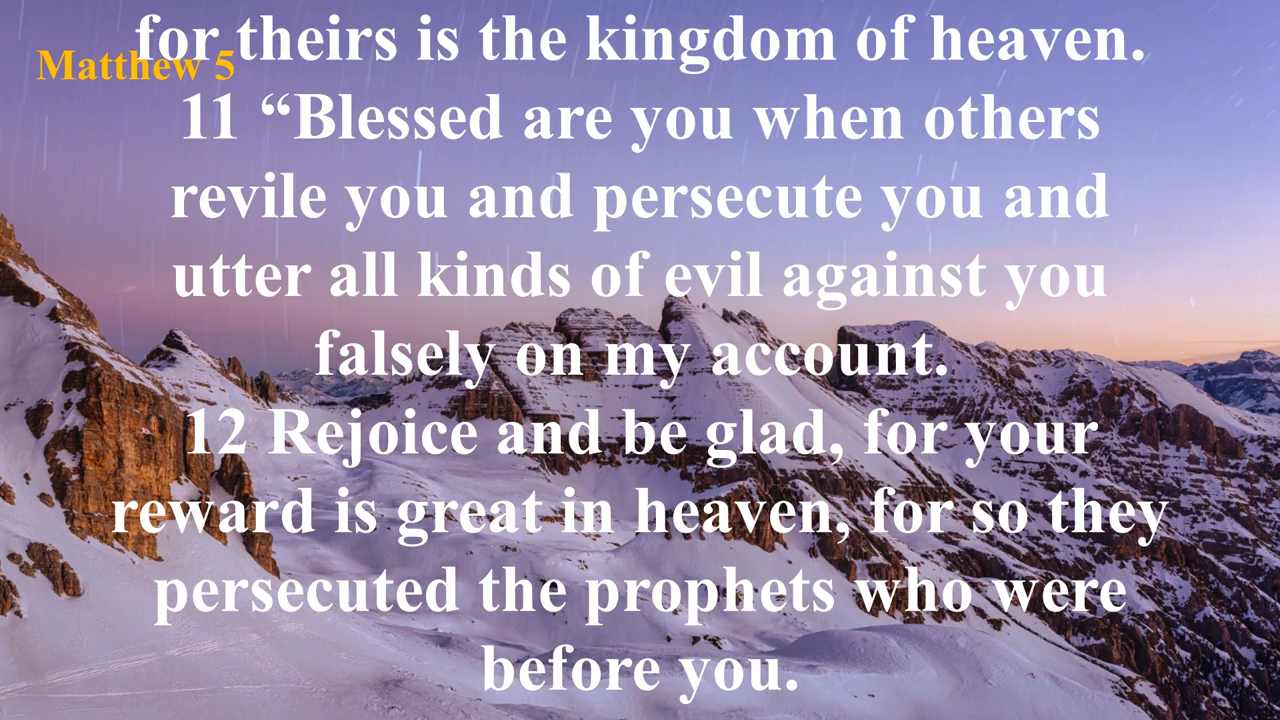 for theirs is the kingdom of heaven.
Matthew 5
11 “Blessed are you when others
revile you and persecute you and
utter all kinds of evil against you
falsely on my account.
12 Rejoice and be glad, for your
reward is great in heaven, for so they
persecuted the prophets who were
before you.